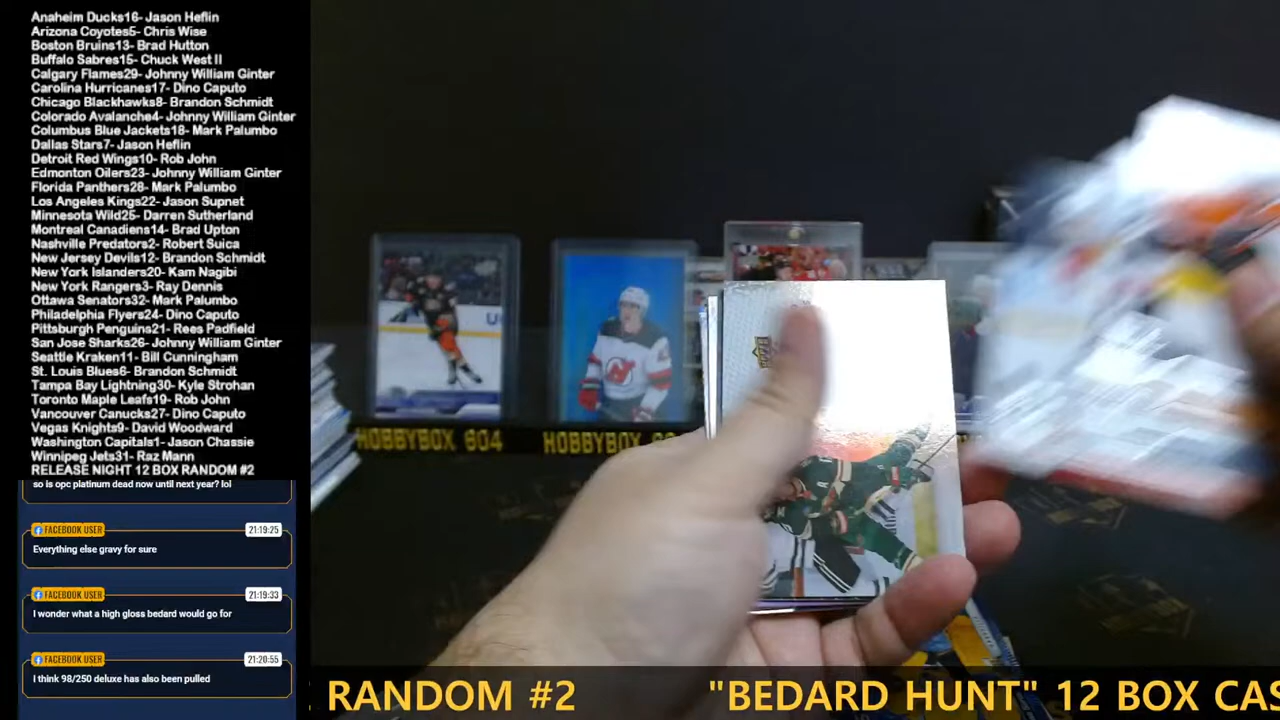 Anaheim Ducks16- Jason Heflin
Arizona Coyotes5- Chris Wise
Boston Bruins13- Brad Hutton
Buffalo Sabres15- Chuck West II
Calgary Flames29- Johnny William Ginter
Carolina Hurricanes17- Dino Caputo
Chicago Blackhawks8- Brandon Schmidt
Colorado Avalanche4- Johnny William Ginter
Columbus Blue Jackets18- Mark Palumbo
Dallas Stars7- Jason Heflin
Detroit Red Wings10- Rob John
Edmonton Oilers23- Johnny William Ginter
Florida Panthers28- Mark Palumbo
Los Angeles Kings22- Jason Supnet
Minnesota Wild25- Darren Sutherland
Montreal Canadiens14- Brad Upton
Nashville Predators2- Robert Suica
New Jersey Devils12- Brandon Schmidt
New York Islanders20- Kam Nagibi
New York Rangers3- Ray Dennis
Ottawa Senators32- Mark Palumbo
Philadelphia Flyers24- Dino Caputo
Pittsburgh Penguins21- Rees Padfield
San Jose Sharks26- Johnny William Ginter
Seattle Kraken11- Bill Cunningham
St. Louis Blues6- Brandon Schmidt
Tampa Bay Lightning30- Kyle Strohan
Toronto Maple Leafs19- Rob John
Vancouver Canucks27- Dino Caputo
Vegas Knights9- David Woodward
Washington Capitals1- Jason Chassie
Winnipeg Jets31- Raz Mann
RELEASE NIGHT 12 BOX RANDOM #2
so is opc platinum dead now until next year? lol
FACEBOOK USER 21:19:25
Everything else gravy for sure
FACEBOOK USER 21:19:33
I wonder what a high gloss bedard would go for
FACEBOOK USER 21:20:55
I think 98/250 deluxe has also been pulled
HOBBYBOX 604
RANDOM #2 "BEDARD HUNT" 12 BOX CAS